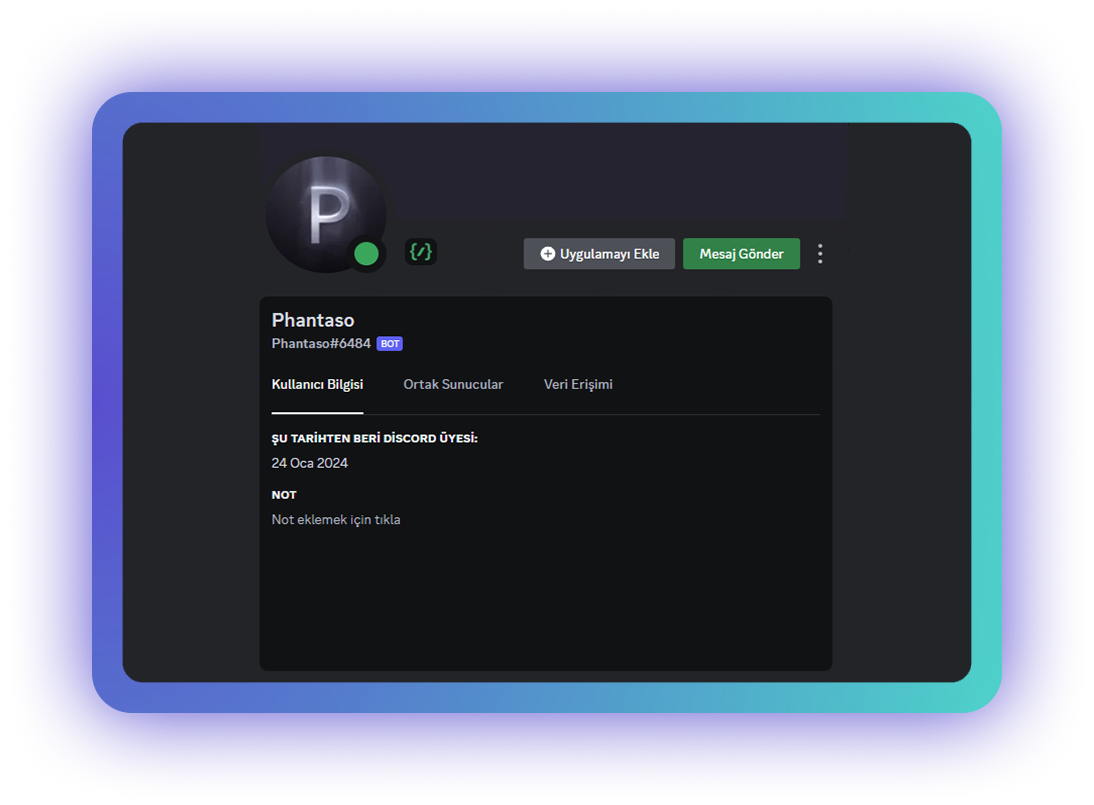 P
{/}
Uygulamayı Ekle
Mesaj Gönder
Phantaso
Phantaso#6484 BOT
Kullanıcı Bilgisi Ortak Sunucular Veri Erişimi
ŞU TARİHTEN BERİ DİSCORD ÜYESİ:
24 Oca 2024
NOT
Not eklemek için tıkla